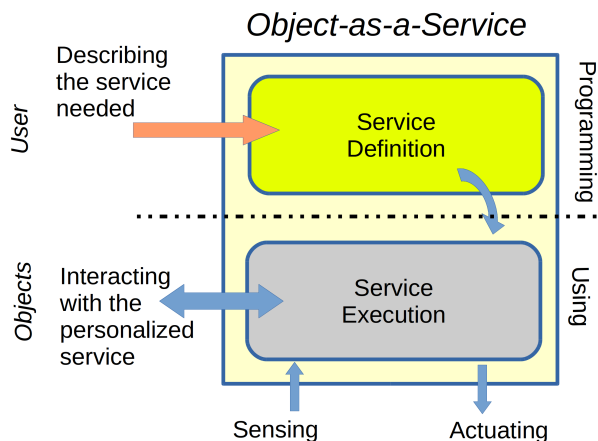 Object-as-a-Service
Describing
the service
needed
User
Service
Definition
Programming
Objects
Interacting
with the
personalized
service
Service
Execution
Using
Sensing
Actuating